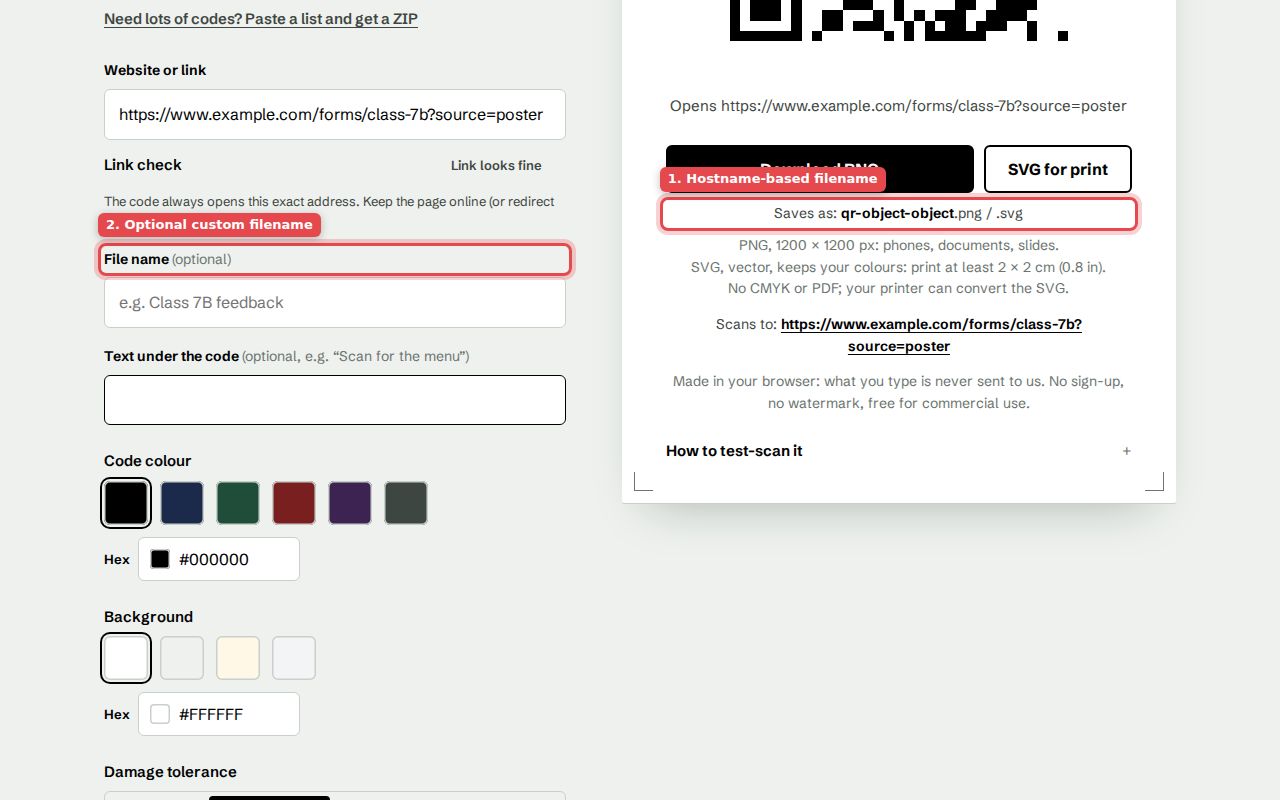 Need lots of codes? Paste a list and get a ZIP
Website or link
https://www.example.com/forms/class-7b?source=poster
Link check
Link looks fine
The code always opens this exact address. Keep the page online (or redirect
2. Optional custom filename
File name (optional)
e.g. Class 7B feedback
Text under the code (optional, e.g. “Scan for the menu”)
Code colour
Hex
#000000
Background
Hex
#FFFFFF
Damage tolerance
Opens https://www.example.com/forms/class-7b?source=poster
Download PNG
SVG for print
1. Hostname-based filename
Saves as: qr-object-object.png / .svg
PNG, 1200 × 1200 px: phones, documents, slides.
SVG, vector, keeps your colours: print at least 2 × 2 cm (0.8 in).
No CMYK or PDF; your printer can convert the SVG.
Scans to: https://www.example.com/forms/class-7b?
source=poster
Made in your browser: what you type is never sent to us. No sign-up,
no watermark, free for commercial use.
How to test-scan it
+